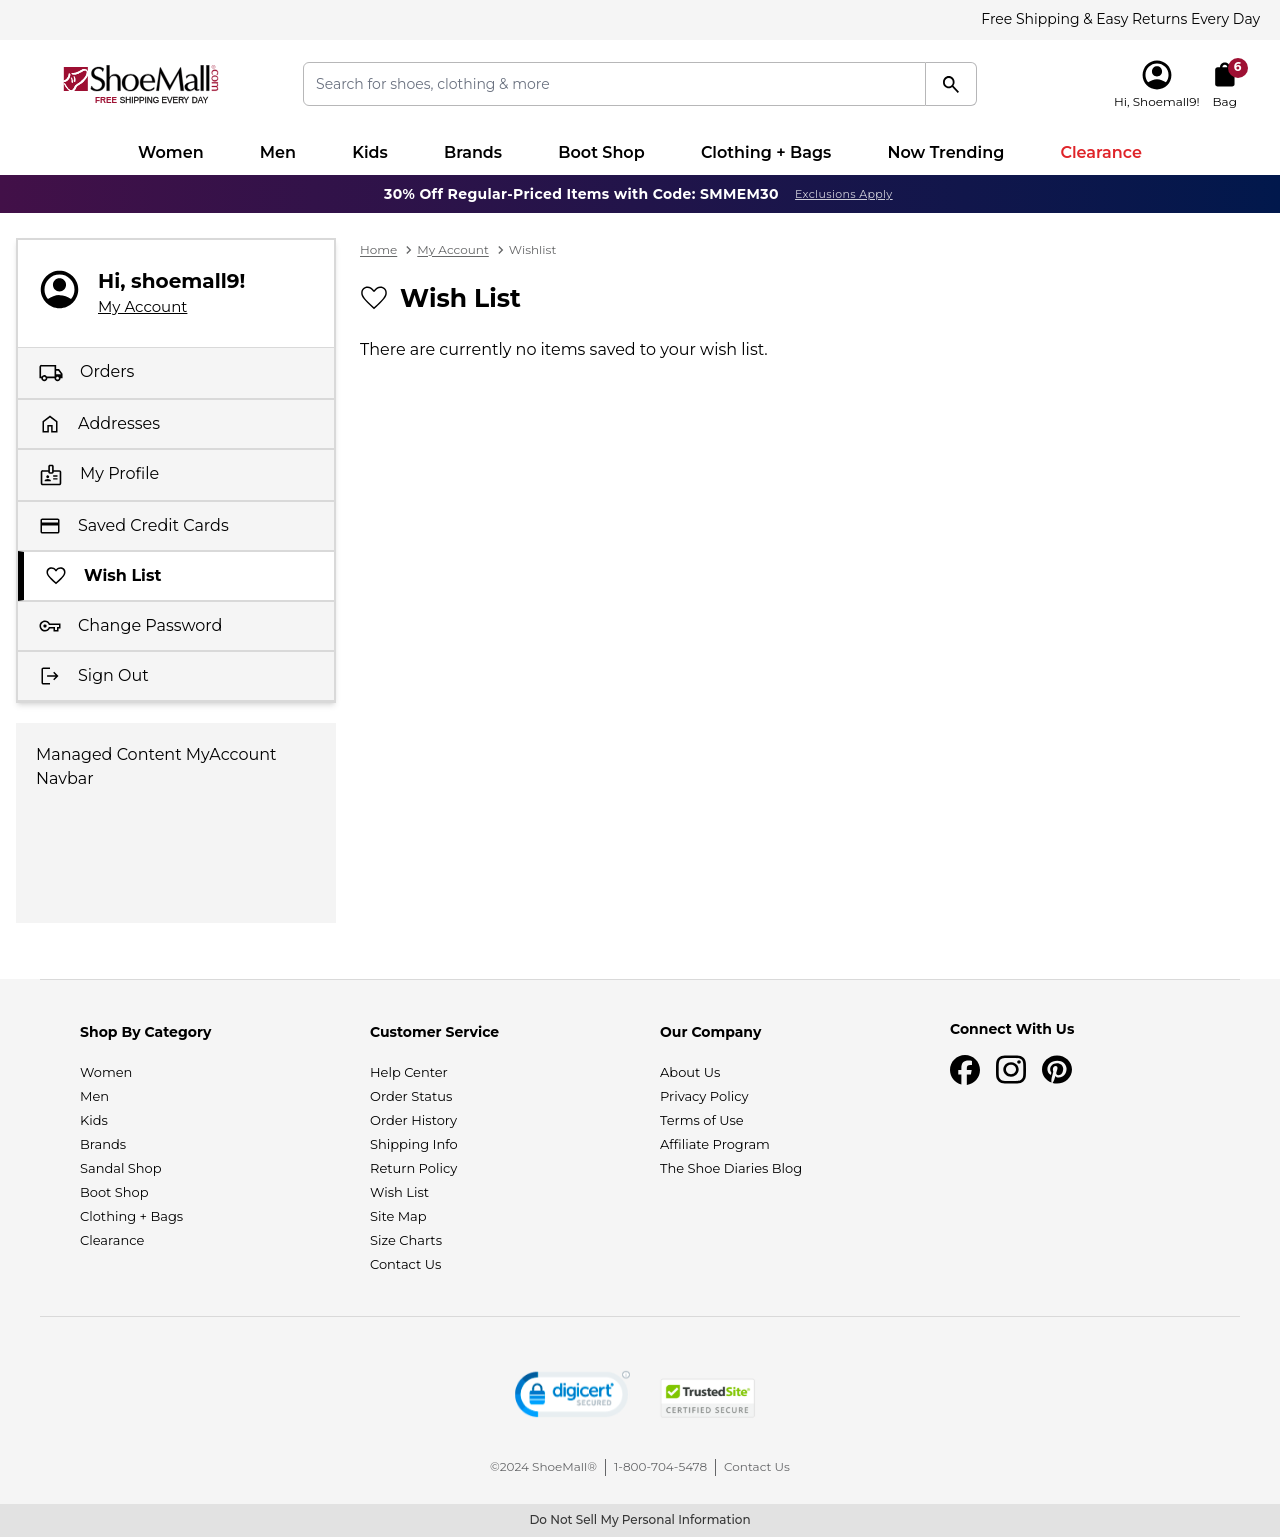 Free Shipping & Easy Returns Every Day
ShoeMall.com
FREE SHIPPING EVERY DAY
Search for shoes, clothing & more
Hi, Shoemall9!
6
Bag
Women
Men
Kids
Brands
Boot Shop
Clothing + Bags
Now Trending
Clearance
30% Off Regular-Priced Items with Code: SMMEM30
Exclusions Apply
Hi, shoemall9!
My Account
Orders
Addresses
My Profile
Saved Credit Cards
Wish List
Change Password
Sign Out
Managed Content MyAccount
Navbar
Home
My Account
Wishlist
Wish List
There are currently no items saved to your wish list.
Shop By Category
Women
Men
Kids
Brands
Sandal Shop
Boot Shop
Clothing + Bags
Clearance
Customer Service
Help Center
Order Status
Order History
Shipping Info
Return Policy
Wish List
Site Map
Size Charts
Contact Us
Our Company
About Us
Privacy Policy
Terms of Use
Affiliate Program
The Shoe Diaries Blog
Connect With Us
digicert
SECURED
TrustedSite
CERTIFIED SECURE
©2024 ShoeMall®
1-800-704-5478
Contact Us
Do Not Sell My Personal Information